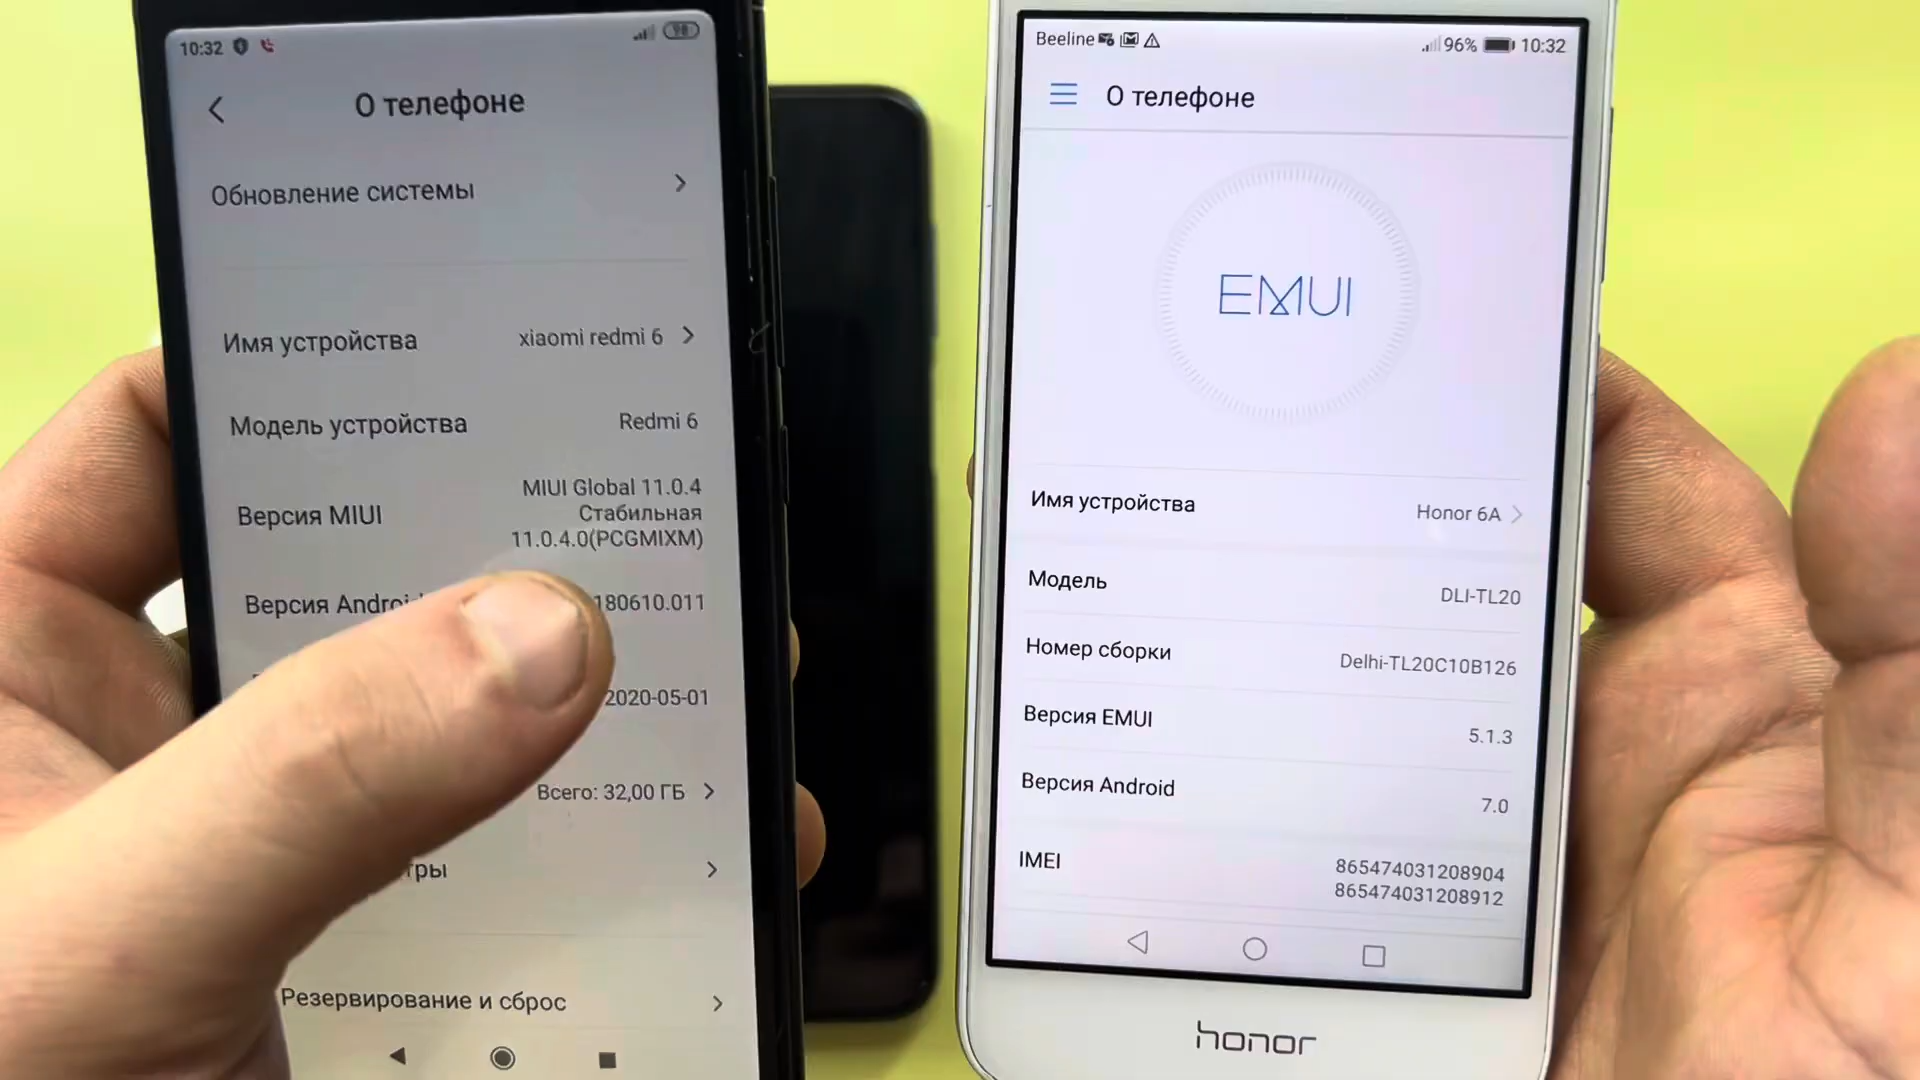 10:32
98
О телефоне
Обновление системы
Имя устройства xiaomi redmi 6
Модель устройства Redmi 6
Версия MIUI MIUI Global 11.0.4
Стабильная
11.0.4.0(PCGMIXM)
Версия 180610.011
2020-05-01
Всего: 32,00 ГБ
Резервирование и сброс
Beeline 96% 10:32
О телефоне
EMUI
Имя устройства Honor 6A
Модель DLI-TL20
Номер сборки Delhi-TL20C10B126
Версия EMUI 5.1.3
Версия Android 7.0
IMEI 865474031208904
865474031208912
honor